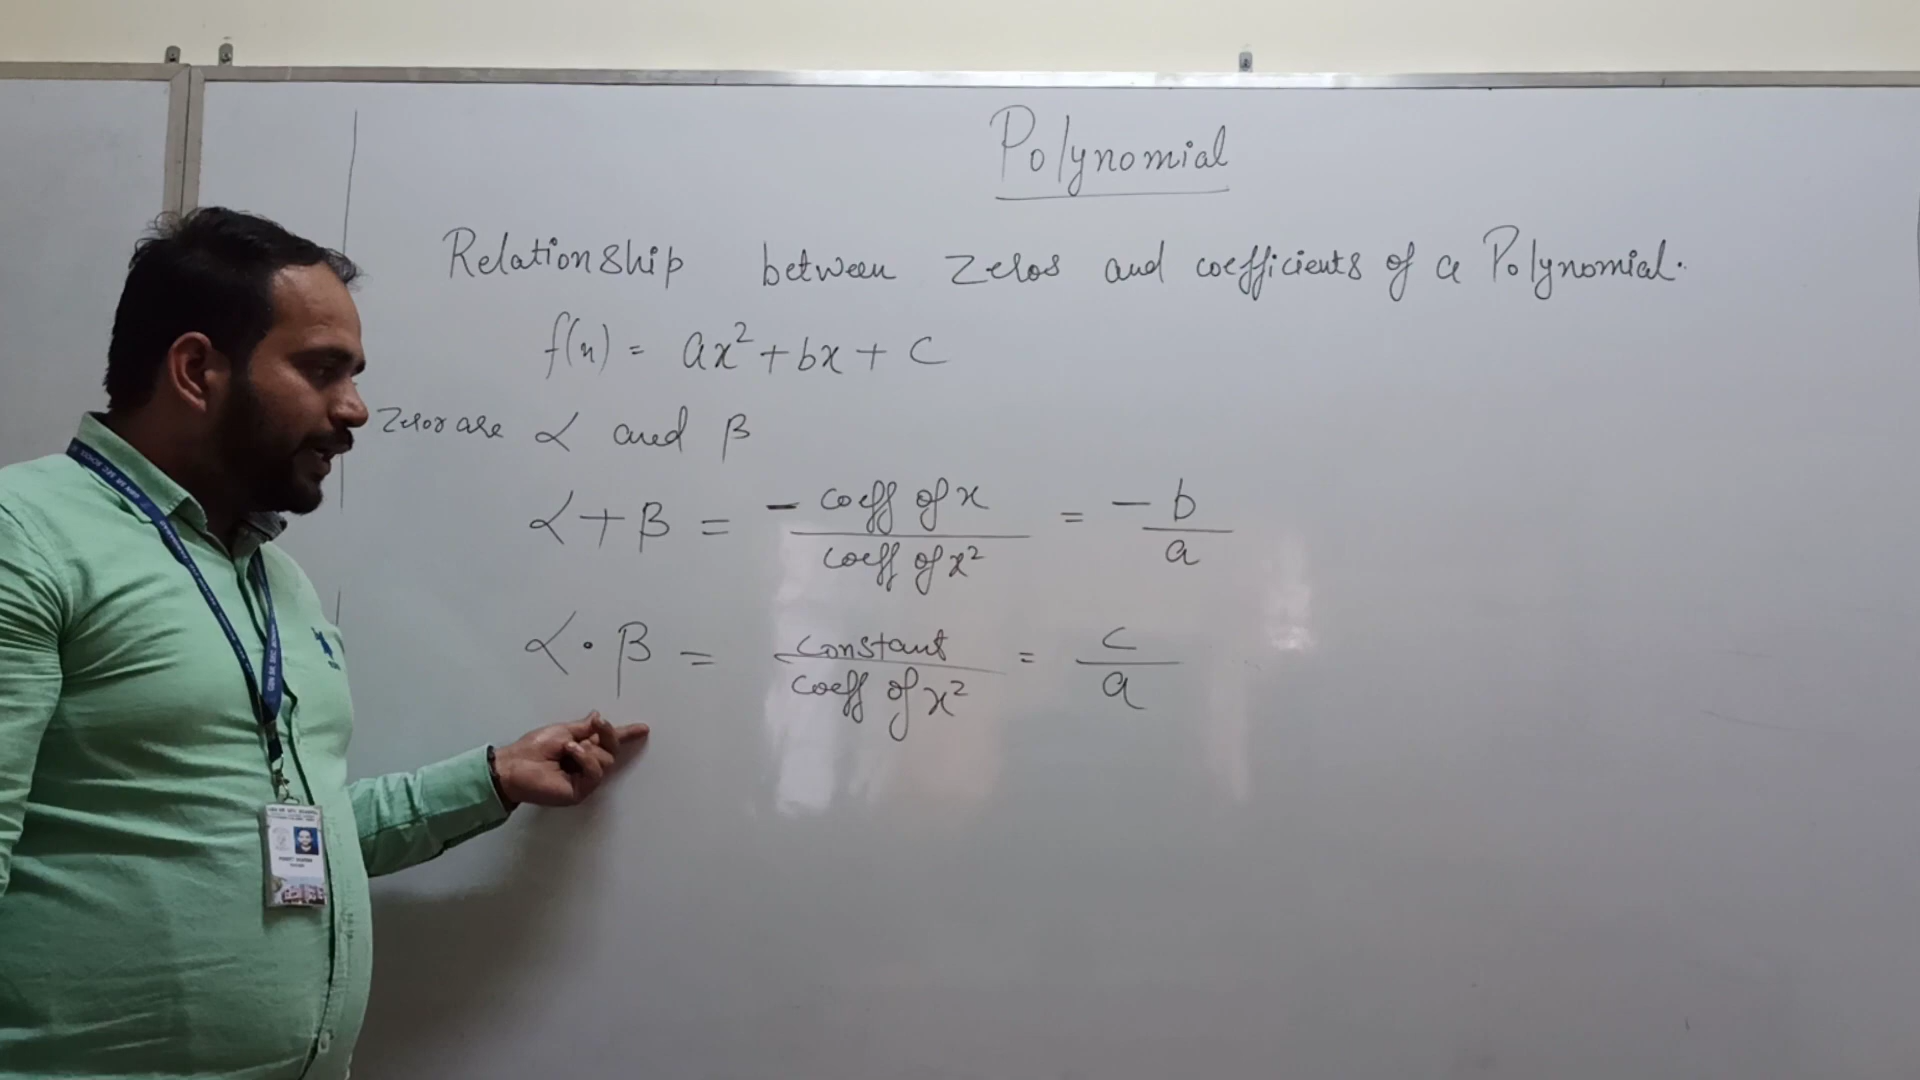 Polynomial
Relationship between zeros and coefficients of a Polynomial.
f(x) = ax² + bx + c
Zeros are α and β
α + β = - coeff of x / coeff of x² = - b / a
α · β = constant / coeff of x² = c / a